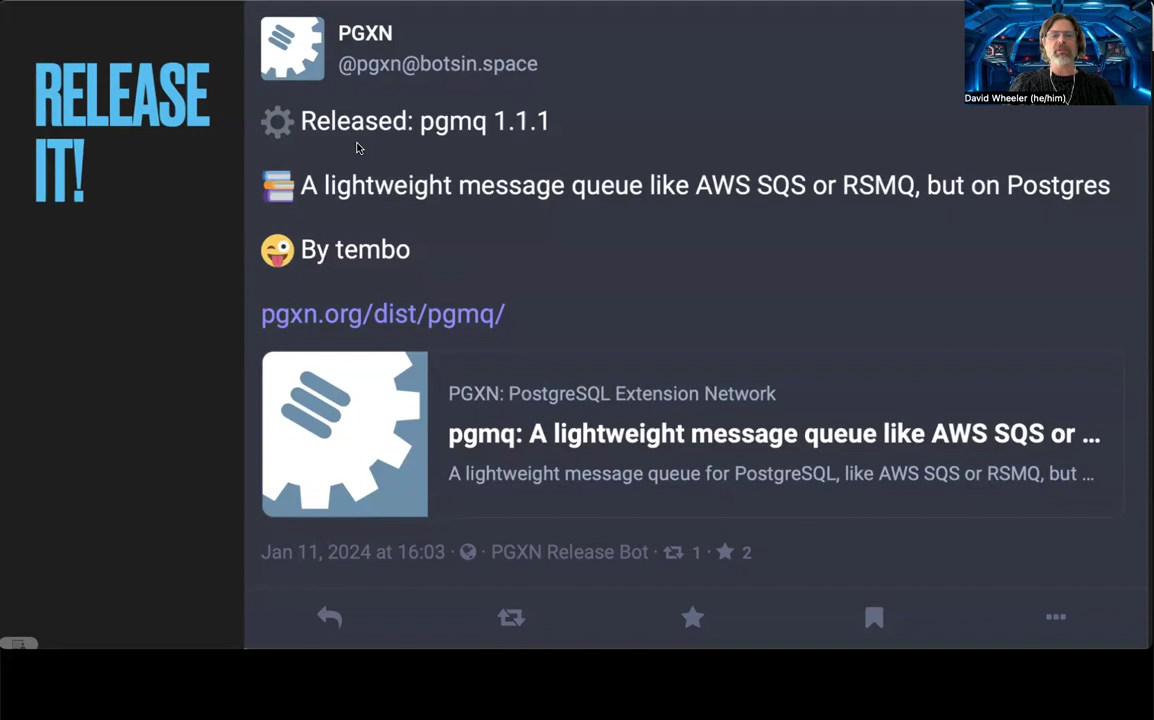 RELEASE
IT!
PGXN
@pgxn@botsin.space
Released: pgmq 1.1.1
A lightweight message queue like AWS SQS or RSMQ, but on Postgres
By tembo
pgxn.org/dist/pgmq/
PGXN: PostgreSQL Extension Network
pgmq: A lightweight message queue like AWS SQS or ...
A lightweight message queue for PostgreSQL, like AWS SQS or RSMQ, but ...
Jan 11, 2024 at 16:03 · PGXN Release Bot · 1 · 2
David Wheeler (he/him)